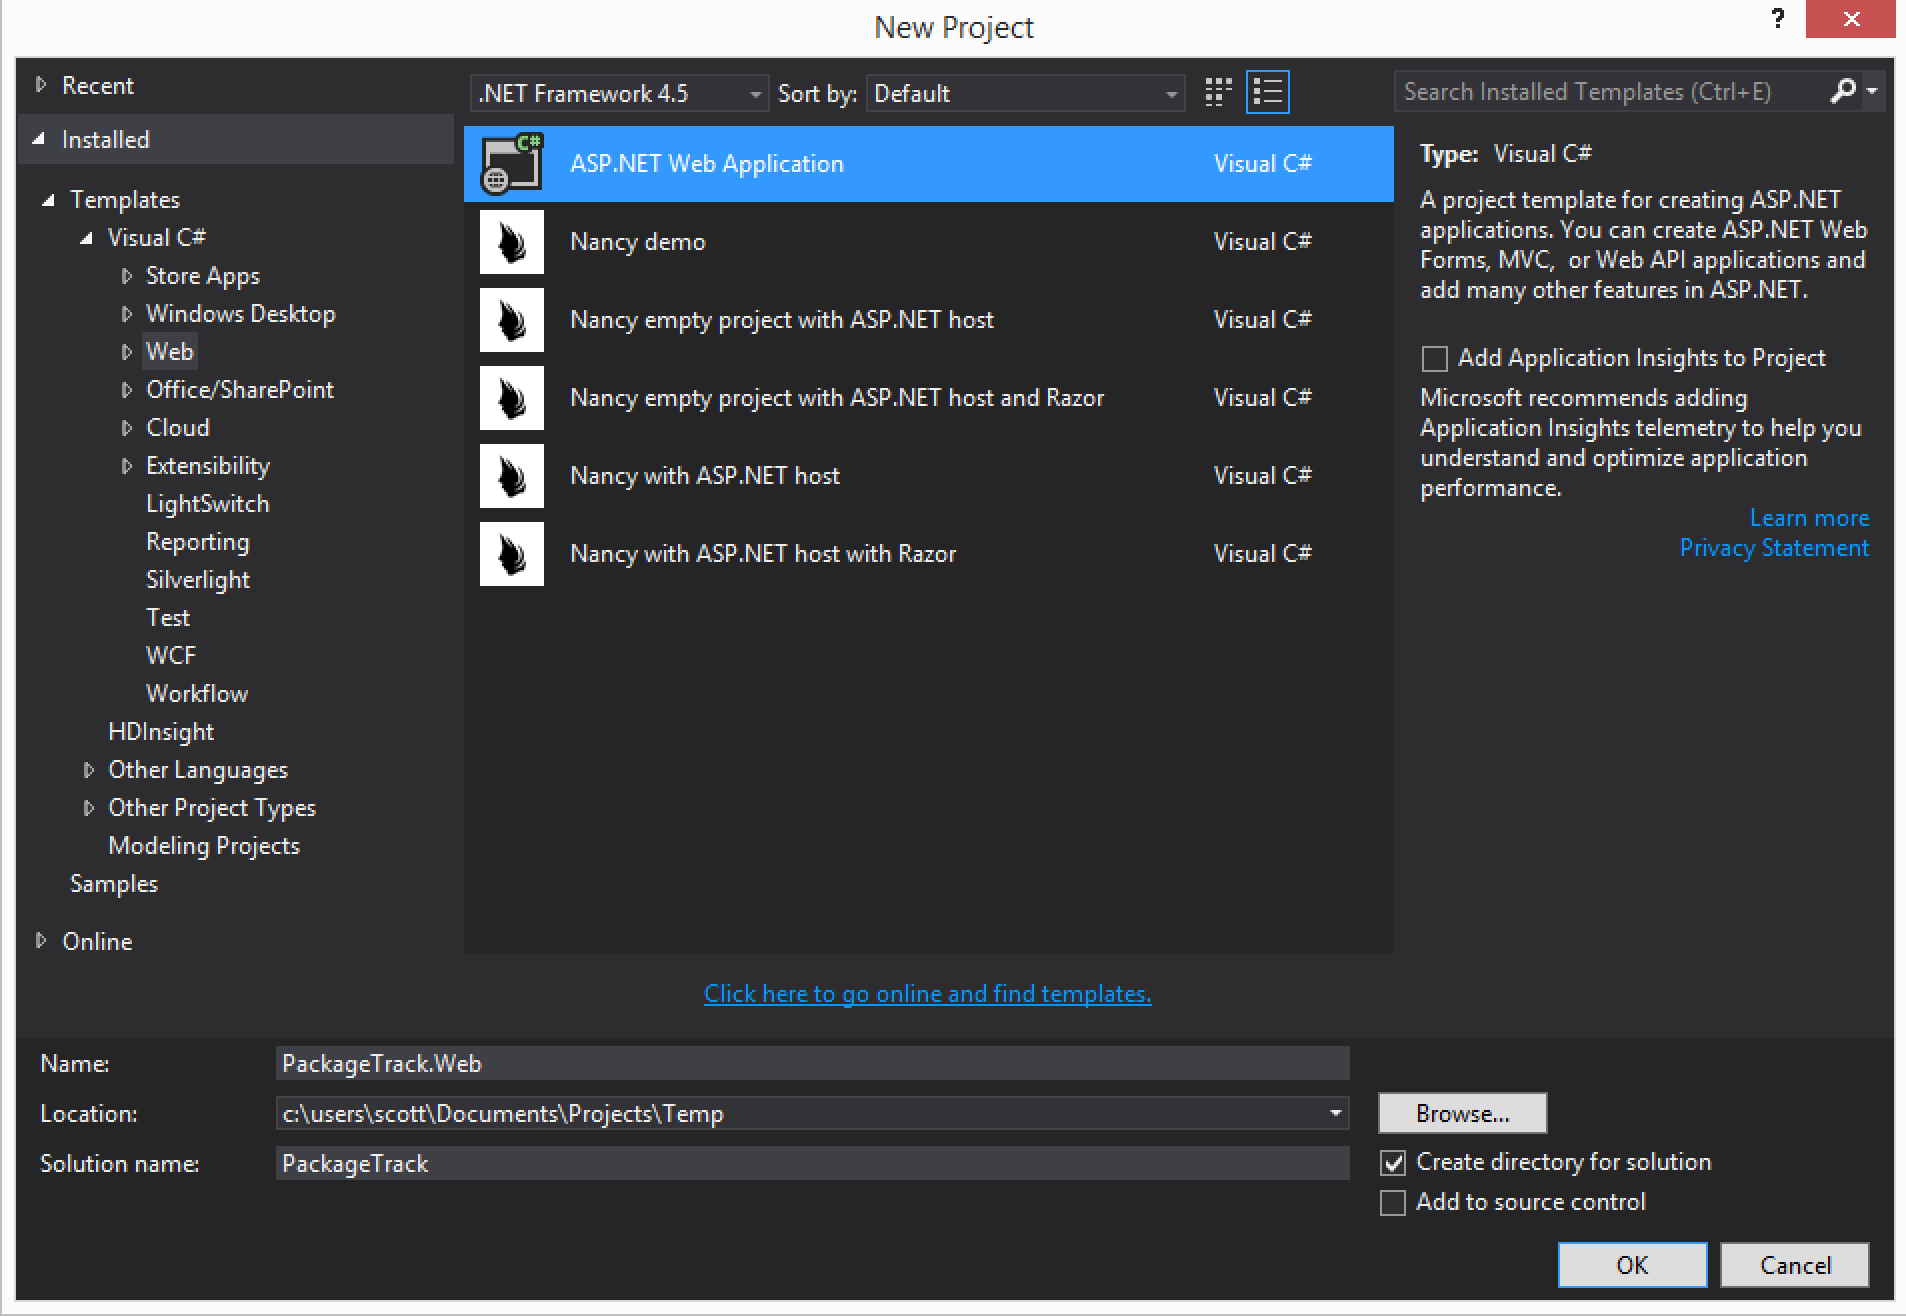 New Project
?
Recent
Installed
Templates
Visual C#
Store Apps
Windows Desktop
Web
Office/SharePoint
Cloud
Extensibility
LightSwitch
Reporting
Silverlight
Test
WCF
Workflow
HDInsight
Other Languages
Other Project Types
Modeling Projects
Samples
Online
.NET Framework 4.5 Sort by: Default
C#
ASP.NET Web Application Visual C#
Nancy demo Visual C#
Nancy empty project with ASP.NET host Visual C#
Nancy empty project with ASP.NET host and Razor Visual C#
Nancy with ASP.NET host Visual C#
Nancy with ASP.NET host with Razor Visual C#
Click here to go online and find templates.
Search Installed Templates (Ctrl+E)
Type: Visual C#
A project template for creating ASP.NET
applications. You can create ASP.NET Web
Forms, MVC, or Web API applications and
add many other features in ASP.NET.
Add Application Insights to Project
Microsoft recommends adding
Application Insights telemetry to help you
understand and optimize application
performance.
Learn more
Privacy Statement
Name: PackageTrack.Web
Location: c:\users\scott\Documents\Projects\Temp Browse...
Solution name: PackageTrack
Create directory for solution
Add to source control
OK Cancel